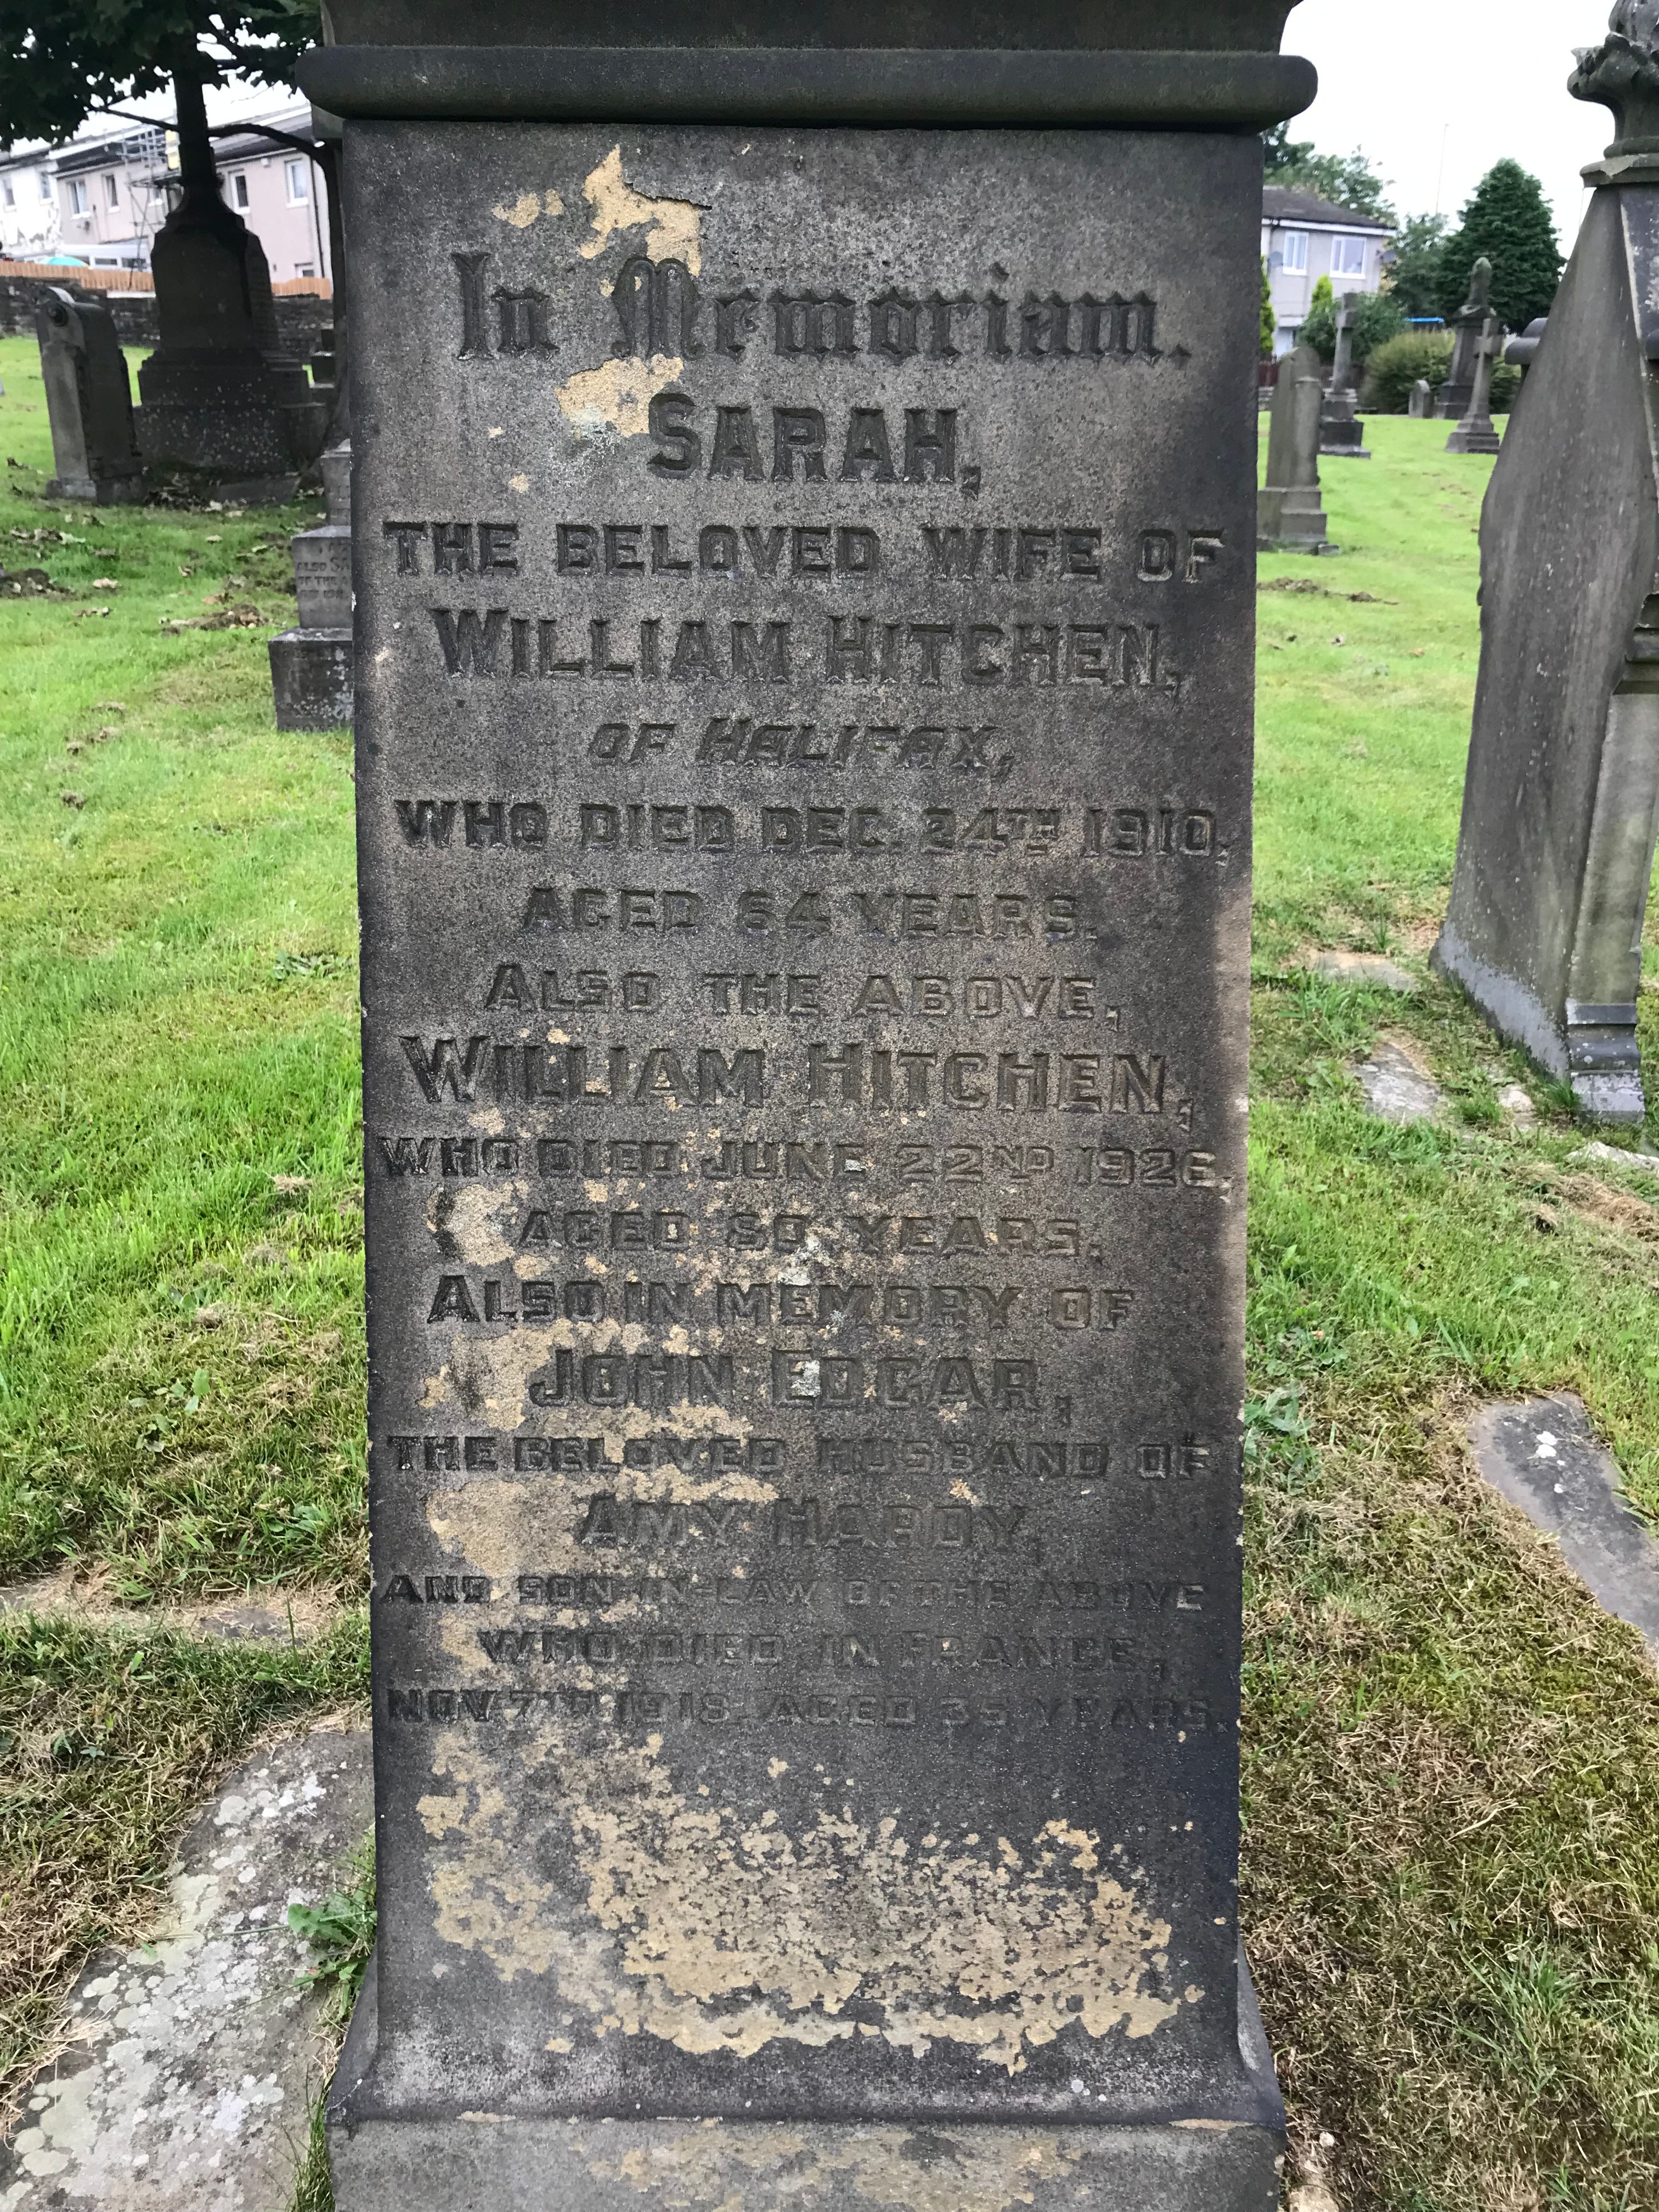 In Memoriam.
SARAH,
THE BELOVED WIFE OF
WILLIAM HITCHEN,
OF HALIFAX,
WHO DIED DEC. 24TH 1910,
AGED 64 YEARS.
ALSO THE ABOVE,
WILLIAM HITCHEN,
WHO DIED JUNE 22ND 1926,
AGED 80 YEARS.
ALSO IN MEMORY OF
JOHN EDGAR,
THE BELOVED HUSBAND OF
AMY HARDY,
AND SON-IN-LAW OF THE ABOVE
WHO DIED IN FRANCE,
NOV. 7TH 1918, AGED 35 YEARS.